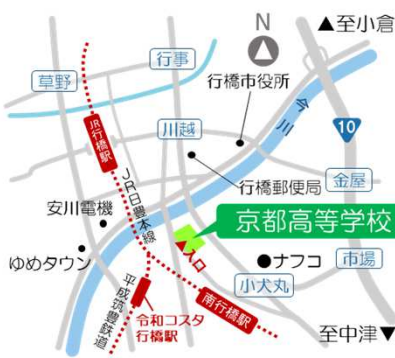 N
▲至小倉
行事
草野
行橋市役所
今川
10
JR行橋駅
川越
JR日豊本線
行橋郵便局
金屋
安川電機
京都高等学校
▲入口
ゆめタウン
ナフコ
市場
小犬丸
平成筑豊鉄道
令和コスタ
行橋駅
南行橋駅
至中津▼